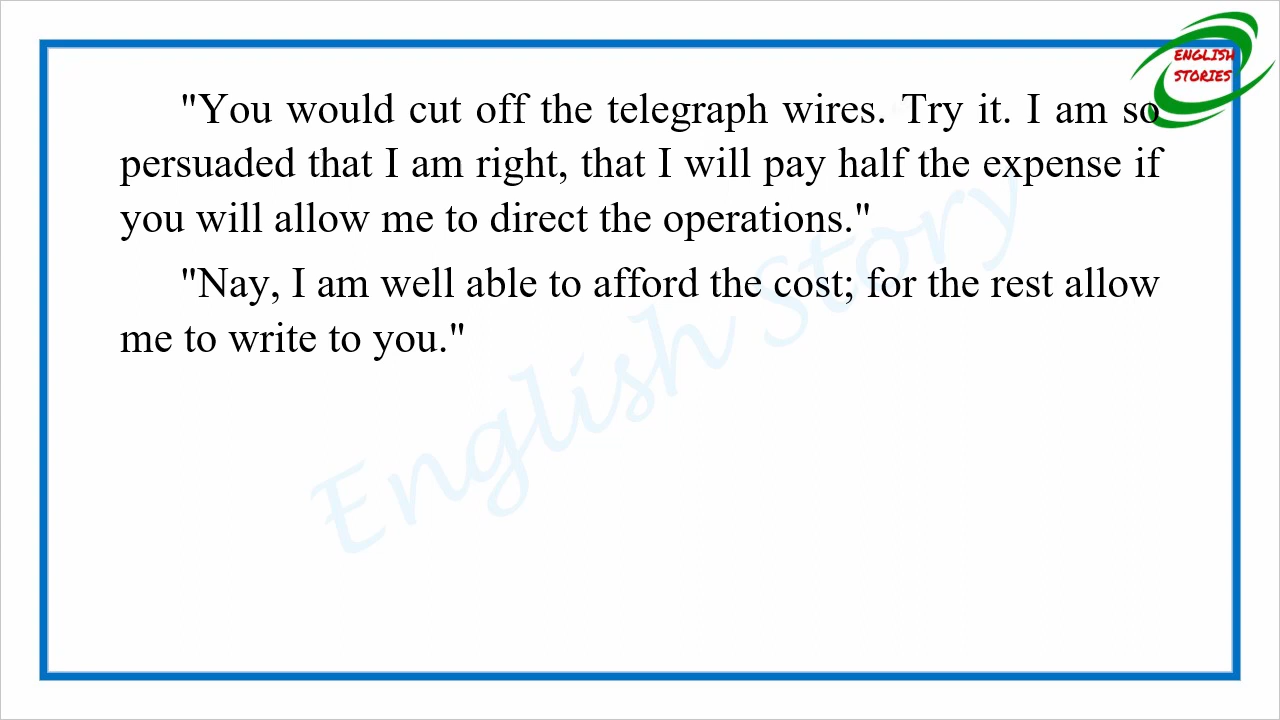 ENGLISH
STORIES
"You would cut off the telegraph wires. Try it. I am so
persuaded that I am right, that I will pay half the expense if
you will allow me to direct the operations."
"Nay, I am well able to afford the cost; for the rest allow
me to write to you."
English Story